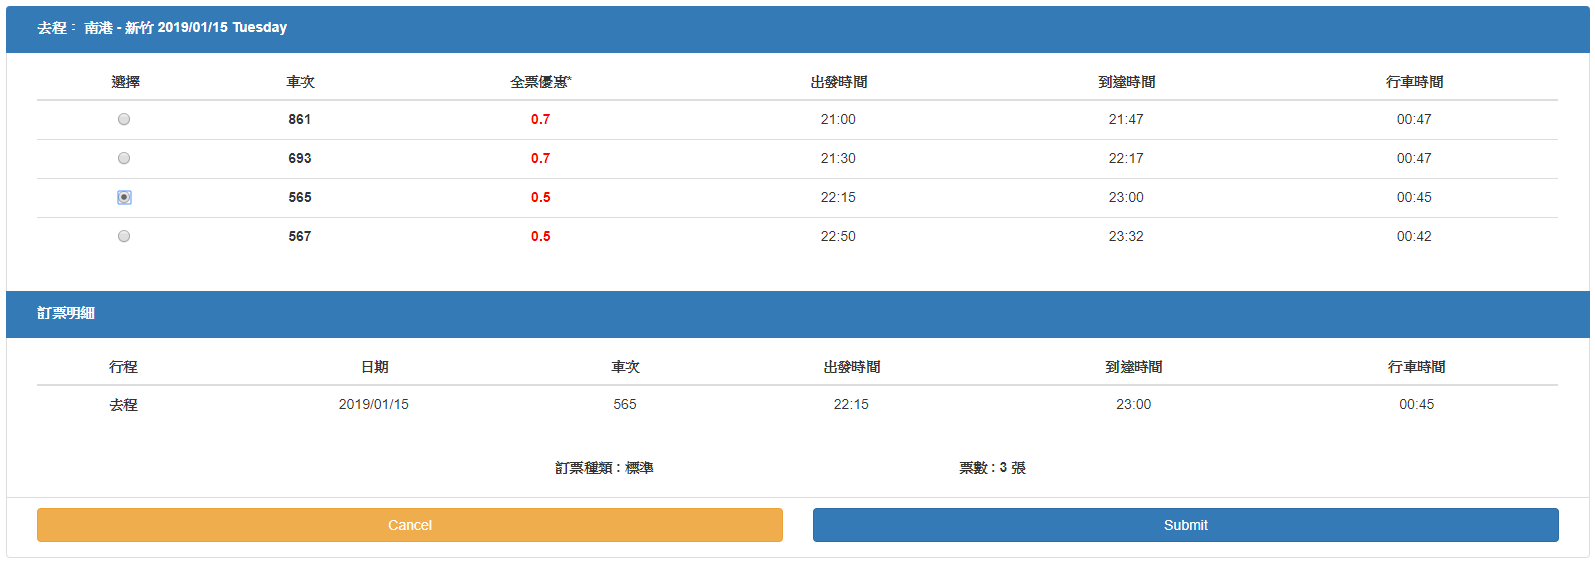 去程： 南港 - 新竹 2019/01/15 Tuesday
選擇 車次 全票優惠* 出發時間 到達時間 行車時間
861 0.7 21:00 21:47 00:47
693 0.7 21:30 22:17 00:47
565 0.5 22:15 23:00 00:45
567 0.5 22:50 23:32 00:42
訂票明細
行程 日期 車次 出發時間 到達時間 行車時間
去程 2019/01/15 565 22:15 23:00 00:45
訂票種類 : 標準 票數 : 3 張
Cancel Submit